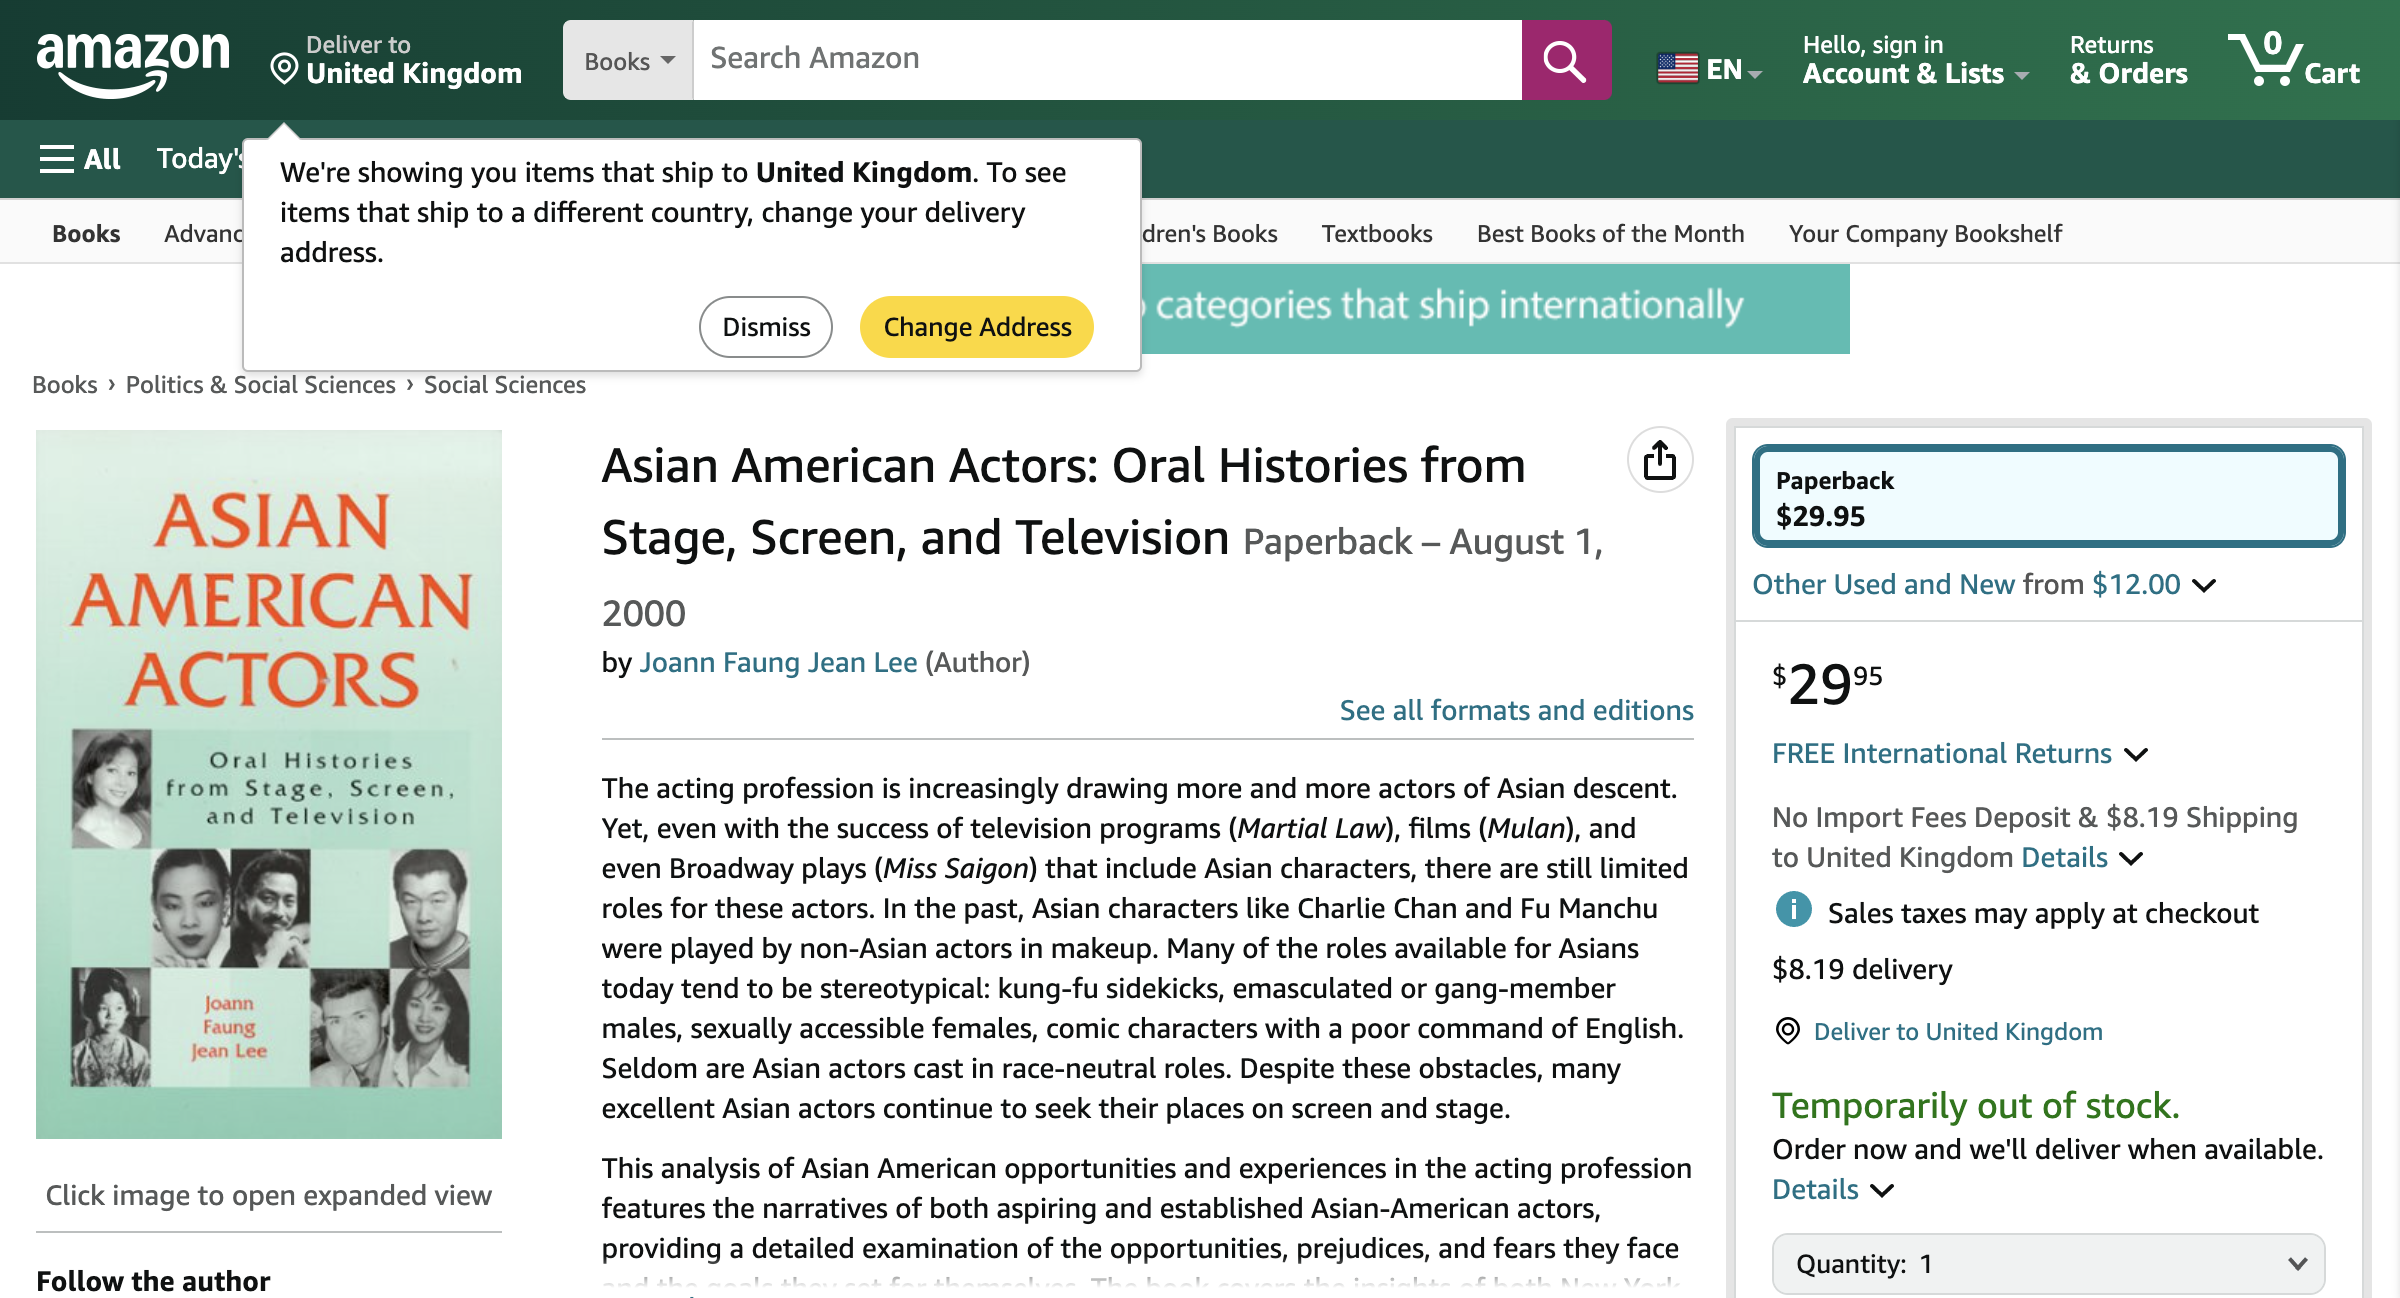 amazon
Deliver to
United Kingdom
Books
Search Amazon
EN
Hello, sign in
Account & Lists
Returns
& Orders
0
Cart
All
Today's
We're showing you items that ship to United Kingdom. To see
items that ship to a different country, change your delivery
address.
Dismiss
Change Address
Books
dren's Books
Textbooks
Best Books of the Month
Your Company Bookshelf
categories that ship internationally
Books › Politics & Social Sciences › Social Sciences
ASIAN
AMERICAN
ACTORS
Oral Histories
from Stage, Screen,
and Television
Joann
Faung
Jean Lee
Click image to open expanded view
Follow the author
Asian American Actors: Oral Histories from
Stage, Screen, and Television Paperback – August 1,
2000
by Joann Faung Jean Lee (Author)
See all formats and editions
The acting profession is increasingly drawing more and more actors of Asian descent.
Yet, even with the success of television programs (Martial Law), films (Mulan), and
even Broadway plays (Miss Saigon) that include Asian characters, there are still limited
roles for these actors. In the past, Asian characters like Charlie Chan and Fu Manchu
were played by non-Asian actors in makeup. Many of the roles available for Asians
today tend to be stereotypical: kung-fu sidekicks, emasculated or gang-member
males, sexually accessible females, comic characters with a poor command of English.
Seldom are Asian actors cast in race-neutral roles. Despite these obstacles, many
excellent Asian actors continue to seek their places on screen and stage.
This analysis of Asian American opportunities and experiences in the acting profession
features the narratives of both aspiring and established Asian-American actors,
providing a detailed examination of the opportunities, prejudices, and fears they face
and the goals they set for themselves. The book covers the insights of both New York
Paperback
$29.95
Other Used and New from $12.00
$29 95
FREE International Returns
No Import Fees Deposit & $8.19 Shipping
to United Kingdom Details
i Sales taxes may apply at checkout
$8.19 delivery
Deliver to United Kingdom
Temporarily out of stock.
Order now and we'll deliver when available.
Details
Quantity: 1